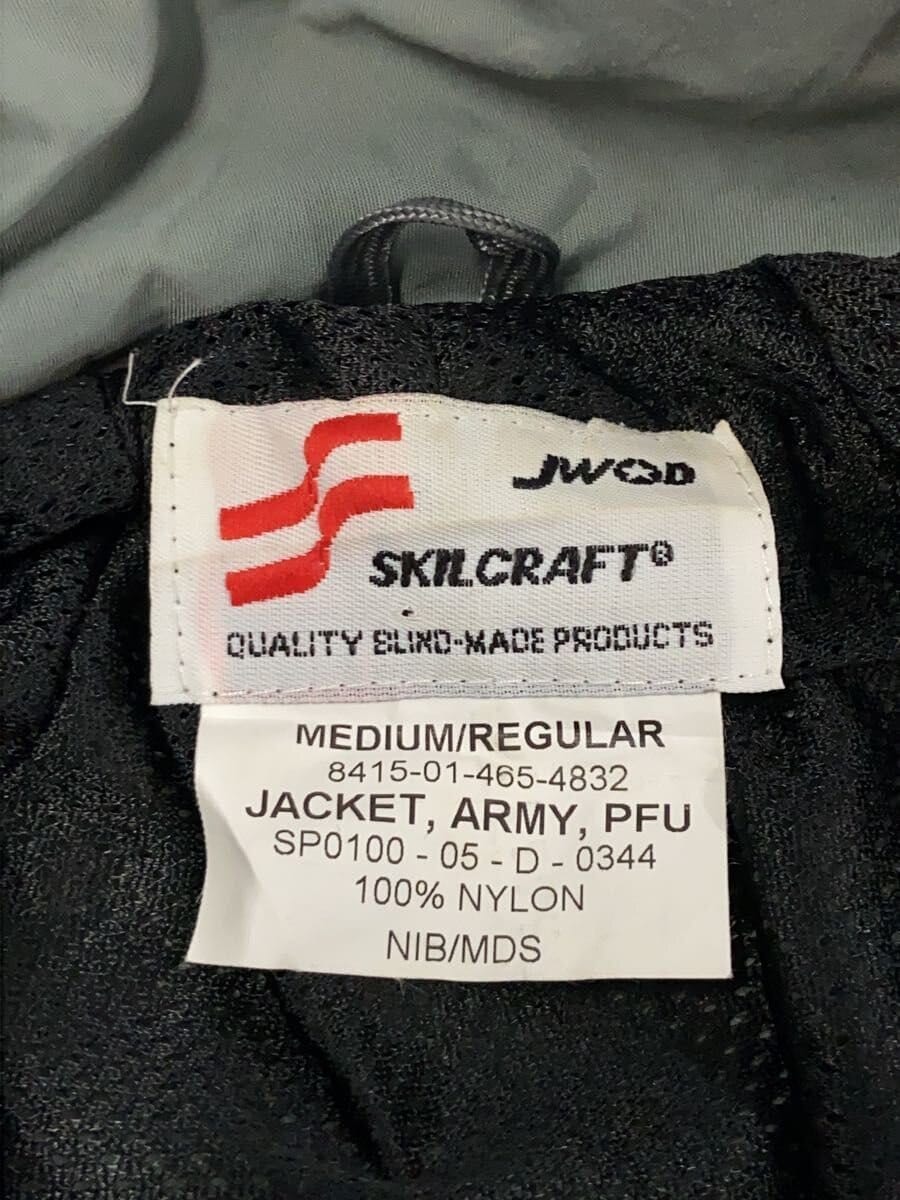 JWOD
SKILCRAFT®
QUALITY BLIND-MADE PRODUCTS
MEDIUM/REGULAR
8415-01-465-4832
JACKET, ARMY, PFU
SP0100 - 05 - D - 0344
100% NYLON
NIB/MDS